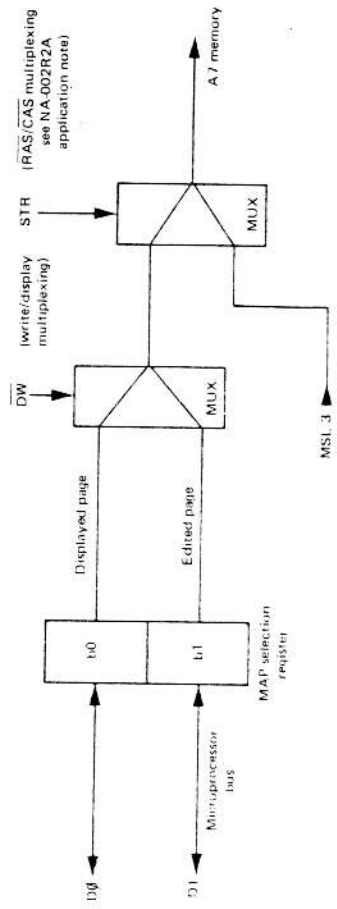 (RAS/CAS multiplexing
see NA-002R2A
application note)
STR
(write/display
multiplexing)
DW
A7 memory
MUX
MUX
MSL 3
Displayed page
Edited page
b0
b1
MAP selection
register
Microprocessor
bus
D0
D1